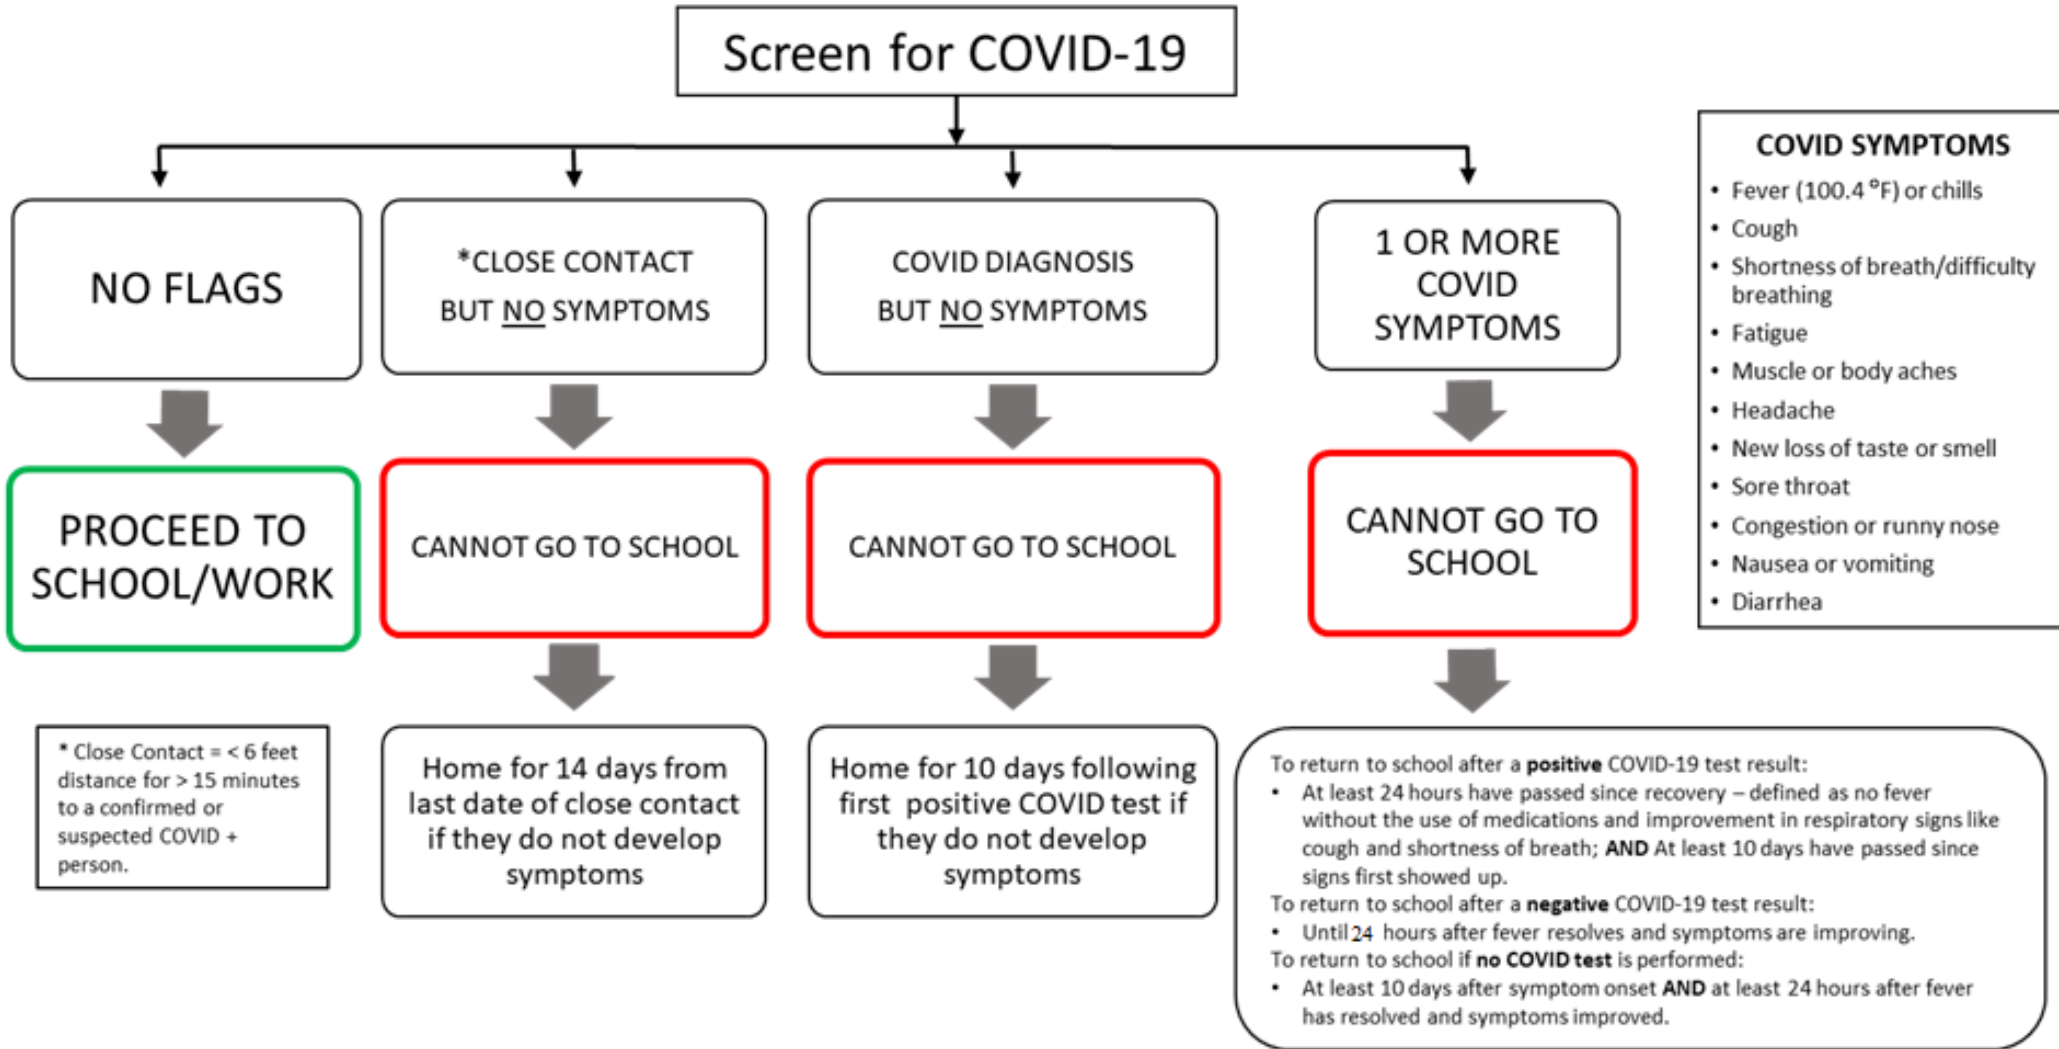 Screen for COVID-19
NO FLAGS
*CLOSE CONTACT
BUT NO SYMPTOMS
COVID DIAGNOSIS
BUT NO SYMPTOMS
1 OR MORE
COVID
SYMPTOMS
PROCEED TO
SCHOOL/WORK
CANNOT GO TO SCHOOL
CANNOT GO TO SCHOOL
CANNOT GO TO
SCHOOL
* Close Contact = < 6 feet
distance for > 15 minutes
to a confirmed or
suspected COVID +
person.
Home for 14 days from
last date of close contact
if they do not develop
symptoms
Home for 10 days following
first positive COVID test if
they do not develop
symptoms
To return to school after a positive COVID-19 test result:
• At least 24 hours have passed since recovery – defined as no fever
without the use of medications and improvement in respiratory signs like
cough and shortness of breath; AND At least 10 days have passed since
signs first showed up.
To return to school after a negative COVID-19 test result:
• Until 24 hours after fever resolves and symptoms are improving.
To return to school if no COVID test is performed:
• At least 10 days after symptom onset AND at least 24 hours after fever
has resolved and symptoms improved.
COVID SYMPTOMS
• Fever (100.4 °F) or chills
• Cough
• Shortness of breath/difficulty
breathing
• Fatigue
• Muscle or body aches
• Headache
• New loss of taste or smell
• Sore throat
• Congestion or runny nose
• Nausea or vomiting
• Diarrhea